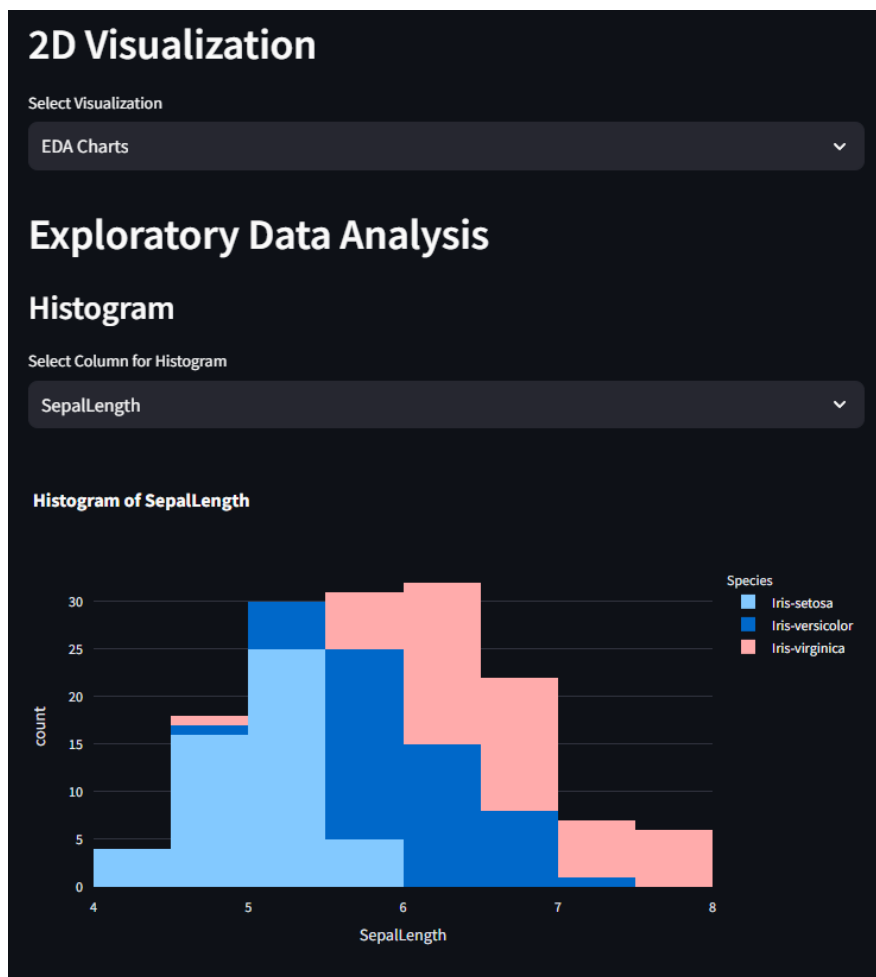 2D Visualization
Select Visualization
EDA Charts
Exploratory Data Analysis
Histogram
Select Column for Histogram
SepalLength
Histogram of SepalLength
Species
Iris-setosa
Iris-versicolor
Iris-virginica
30
25
20
15
10
5
0
count
4 5 6 7 8
SepalLength